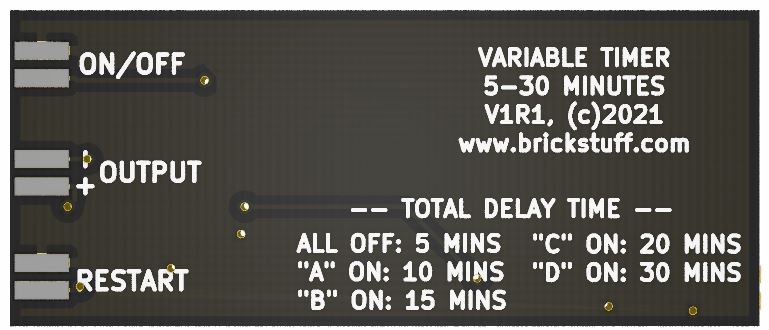 ON/OFF
VARIABLE TIMER
5-30 MINUTES
V1R1, (c)2021
www.brickstuff.com
-
OUTPUT
+
-- TOTAL DELAY TIME --
ALL OFF: 5 MINS "C" ON: 20 MINS
"A" ON: 10 MINS "D" ON: 30 MINS
"B" ON: 15 MINS
RESTART